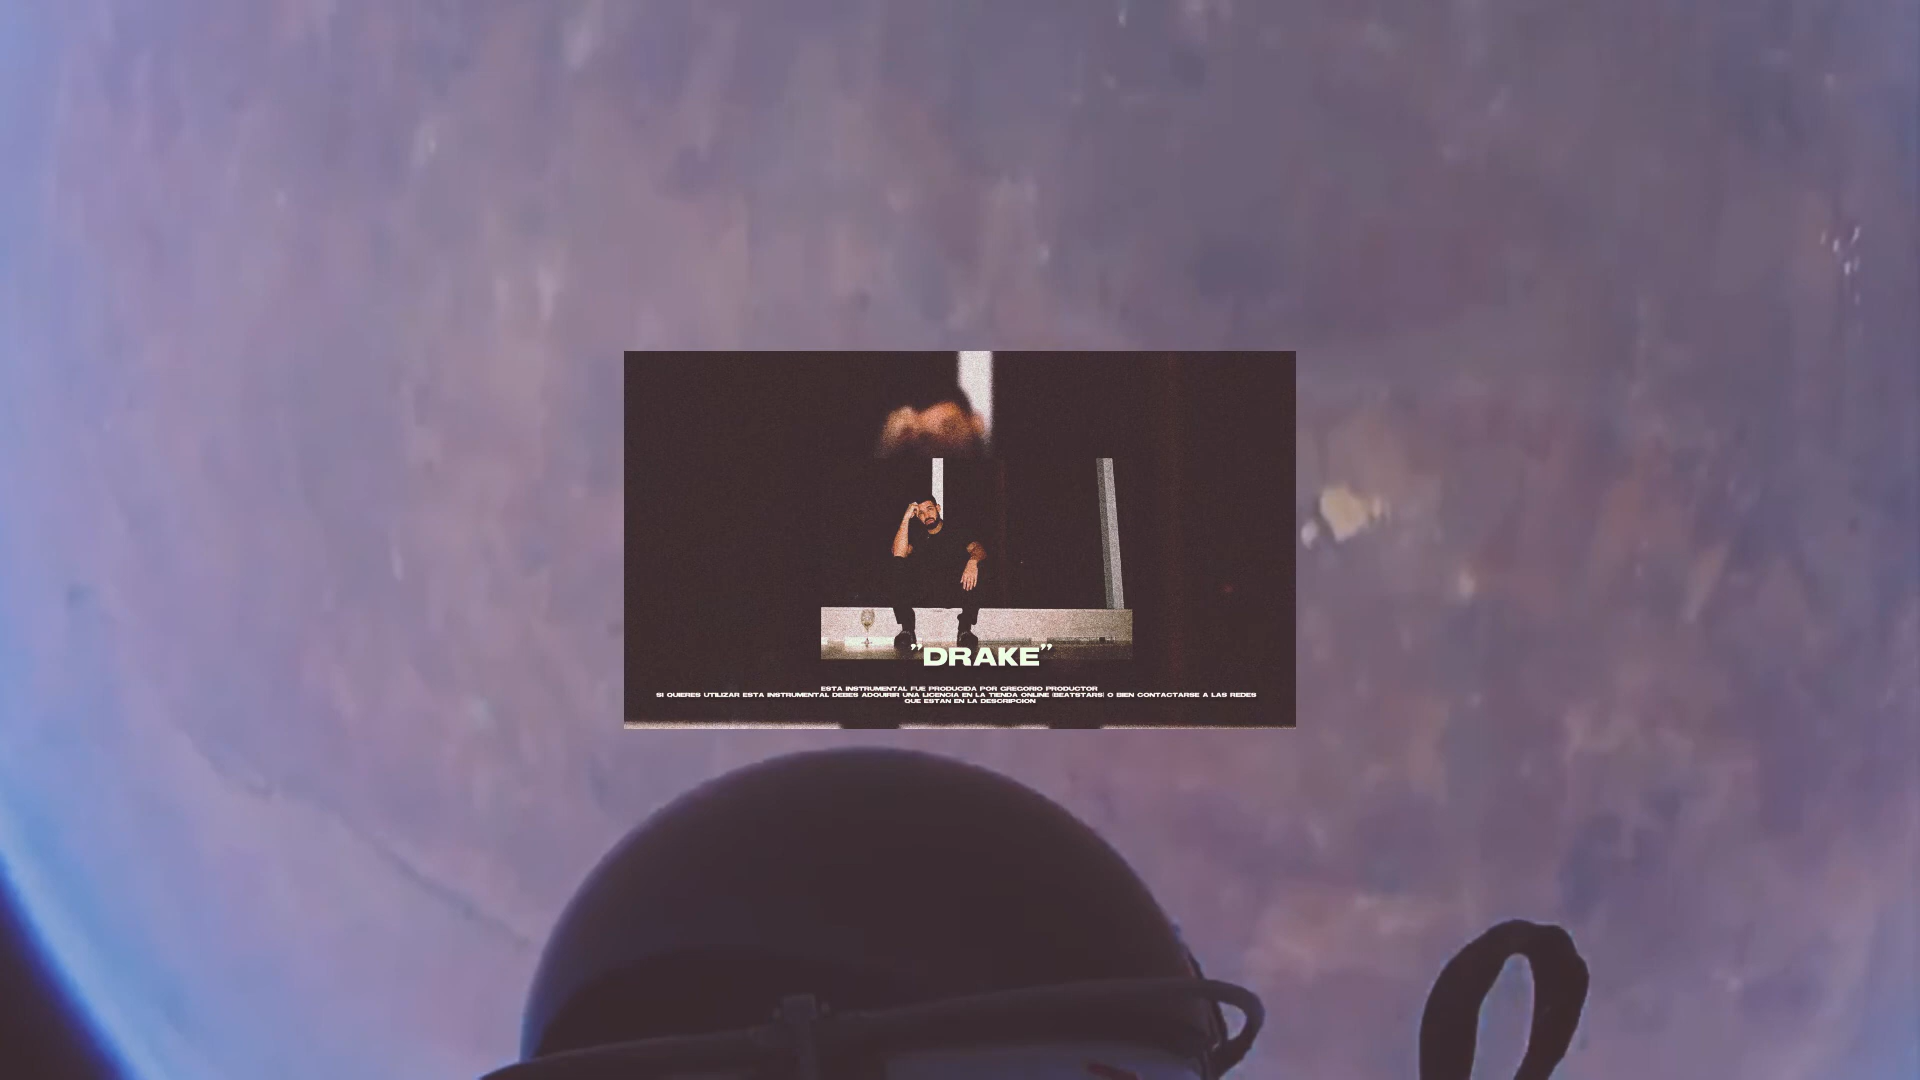 "DRAKE"
ESTA INSTRUMENTAL FUE PRODUCIDA POR GREGORIO PRODUCTOR
SI QUIERES UTILIZAR ESTA INSTRUMENTAL DEBES ADQUIRIR UNA LICENCIA EN LA TIENDA ONLINE (BEATSTARS) O BIEN CONTACTARSE A LAS REDES
QUE ESTAN EN LA DESCRIPCION